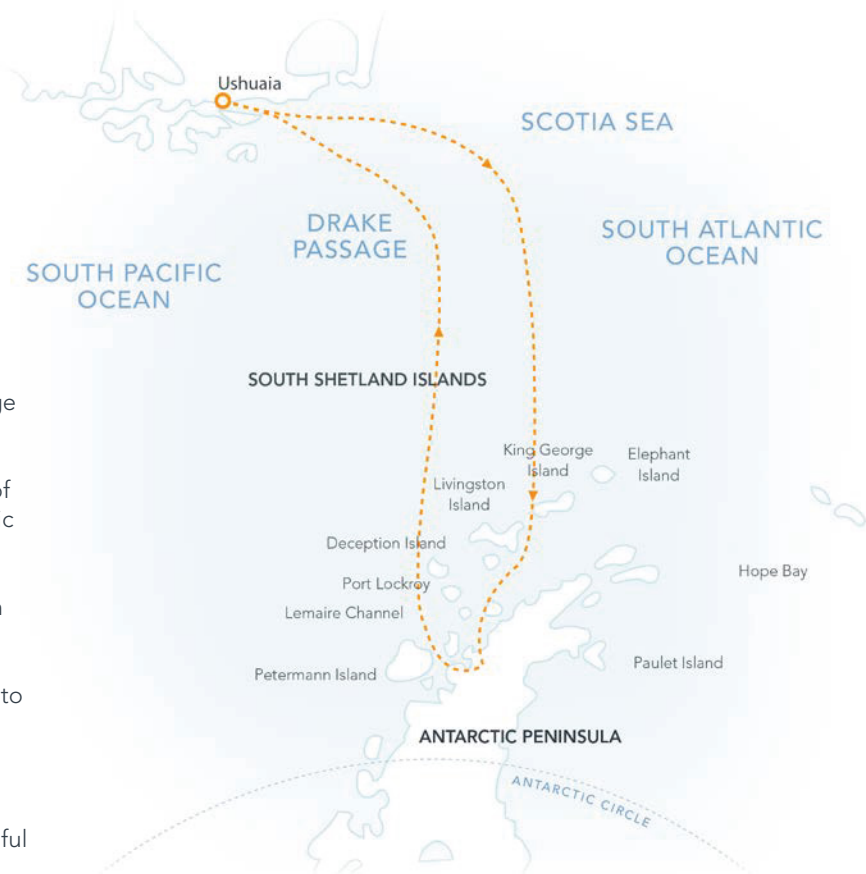 Ushuaia
SCOTIA SEA
DRAKE
PASSAGE
SOUTH ATLANTIC
OCEAN
SOUTH PACIFIC
OCEAN
SOUTH SHETLAND ISLANDS
King George
Island
Elephant
Island
Livingston
Island
Deception Island
Hope Bay
Port Lockroy
Lemaire Channel
Paulet Island
Petermann Island
ANTARCTIC PENINSULA
ANTARCTIC CIRCLE
to